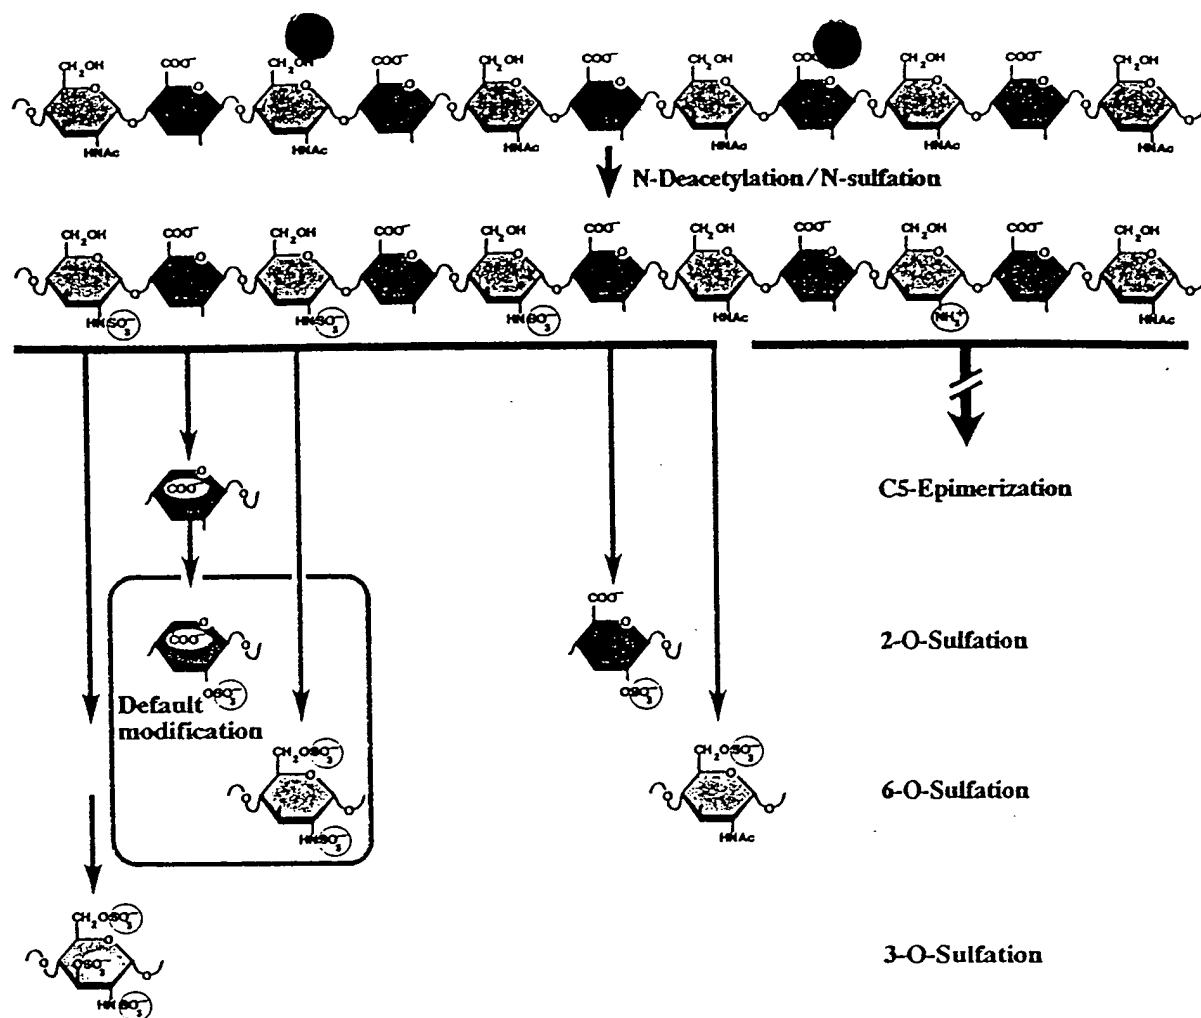 CH2OH COO⁻ CH2OH COO⁻ CH2OH COO⁻ CH2OH COO⁻ CH2OH COO⁻ CH2OH
O O O O O O O O O O O
O O O O O O O O O O O O
HNAc HNAc HNAc HNAc HNAc HNAc
N-Deacetylation/N-sulfation
CH2OH COO⁻ CH2OH COO⁻ CH2OH COO⁻ CH2OH COO⁻ CH2OH COO⁻ CH2OH
O O O O O O O O O O O
O O O O O O O O O O O O
HNSO3⁻ HNSO3⁻ HNSO3⁻ HNAc NH3⁺ HNAc
O
COO⁻ O
C5-Epimerization
COO⁻
O O
COO⁻ O O
2-O-Sulfation
OSO3⁻ OSO3⁻
Default
modification
CH2OSO3⁻ CH2OSO3⁻
O O
O O O O
6-O-Sulfation
HNSO3⁻ HNAc
CH2OSO3⁻
O
O OSO3⁻ O
3-O-Sulfation
HNSO3⁻